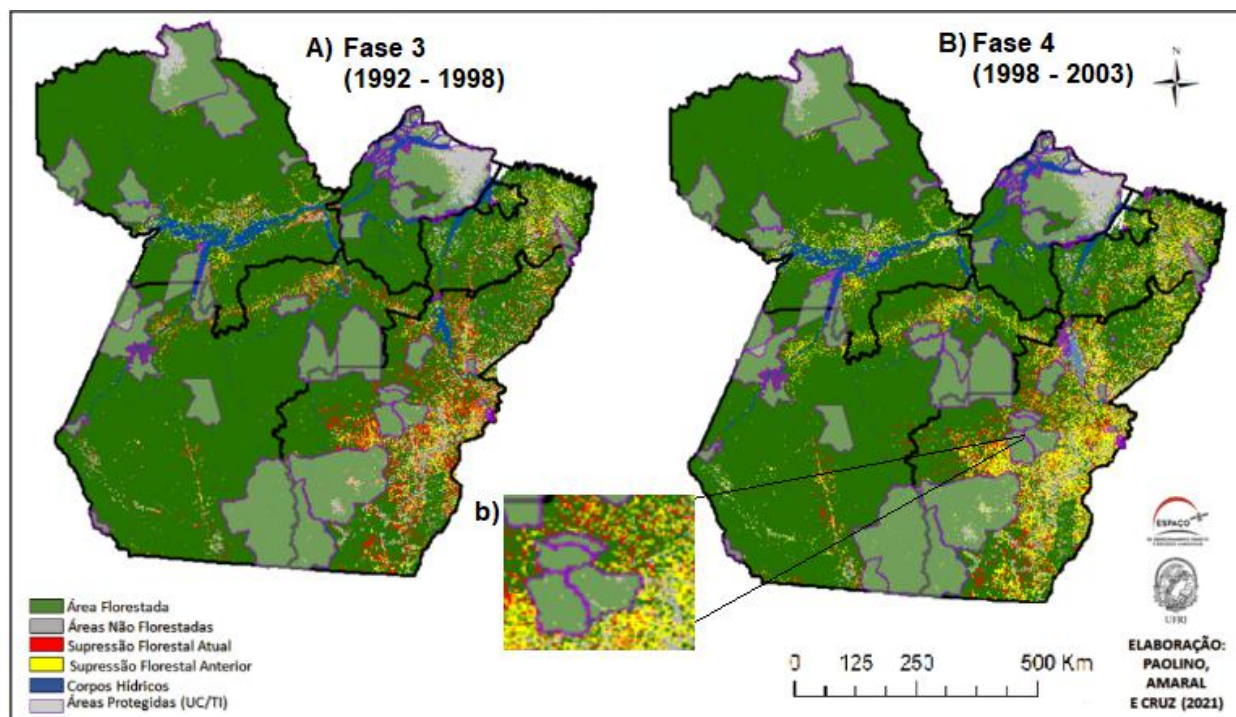 A) Fase 3
(1992 - 1998)
B) Fase 4
(1998 - 2003)
N
b)
Área Florestada
Áreas Não Florestadas
Supressão Florestal Atual
Supressão Florestal Anterior
Corpos Hídricos
Áreas Protegidas (UC/TI)
0 125 250 500 Km
ESPAÇO
UFRJ
ELABORAÇÃO:
PAOLINO,
AMARAL
E CRUZ (2021)